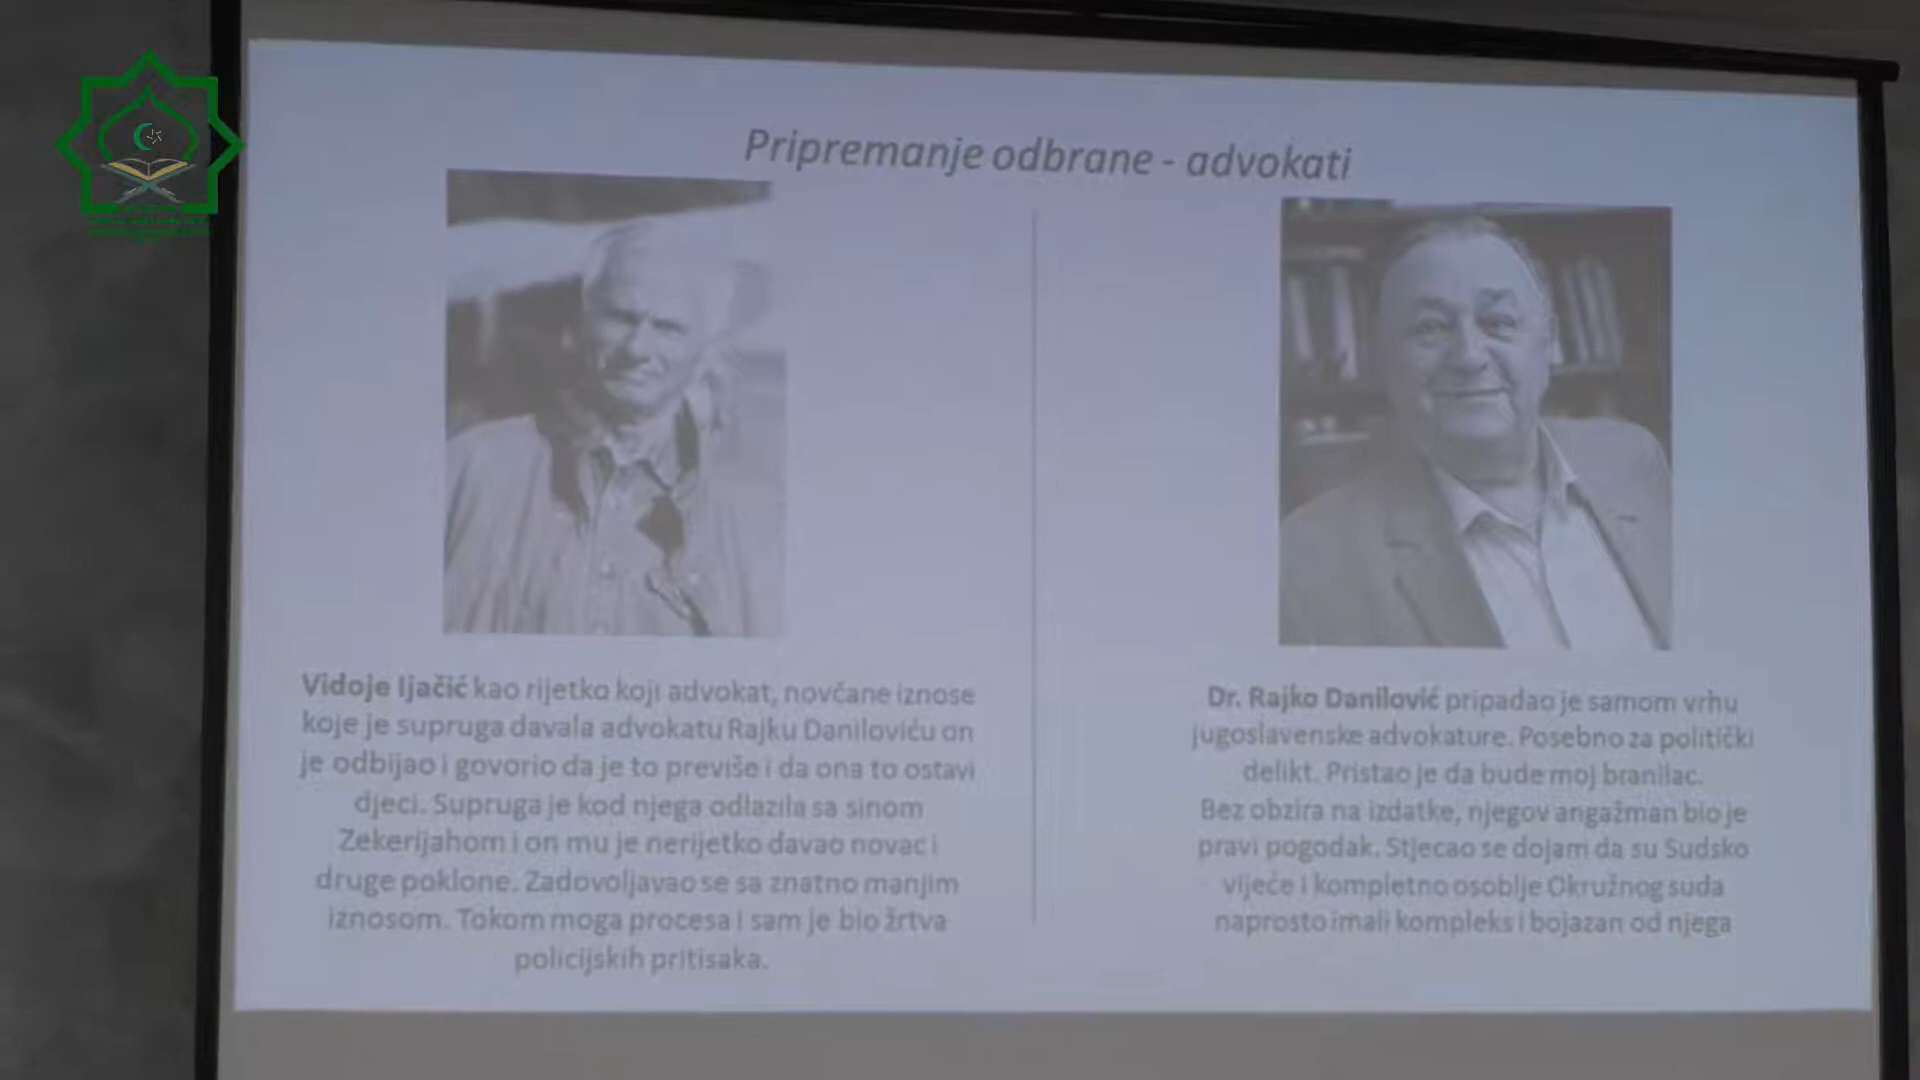 Pripremanje odbrane - advokati
Vidoje Ijačić kao rijetko koji advokat, novčane iznose
koje je supruga davala advokatu Rajku Daniloviću on
je odbijao i govorio da je to previše i da ona to ostavi
djeci. Supruga je kod njega odlazila sa sinom
Zekerijahom i on mu je nerijetko davao novac i
druge poklone. Zadovoljavao se sa znatno manjim
iznosom. Tokom moga procesa i sam je bio žrtva
policijskih pritisaka.
Dr. Rajko Danilović pripadao je samom vrhu
jugoslavenske advokature. Posebno za politički
delikt. Pristao je da bude moj branilac.
Bez obzira na izdatke, njegov angažman bio je
pravi pogodak. Stjecao se dojam da su Sudsko
vijeće i kompletno osoblje Okružnog suda
naprosto imali kompleks i bojazan od njega